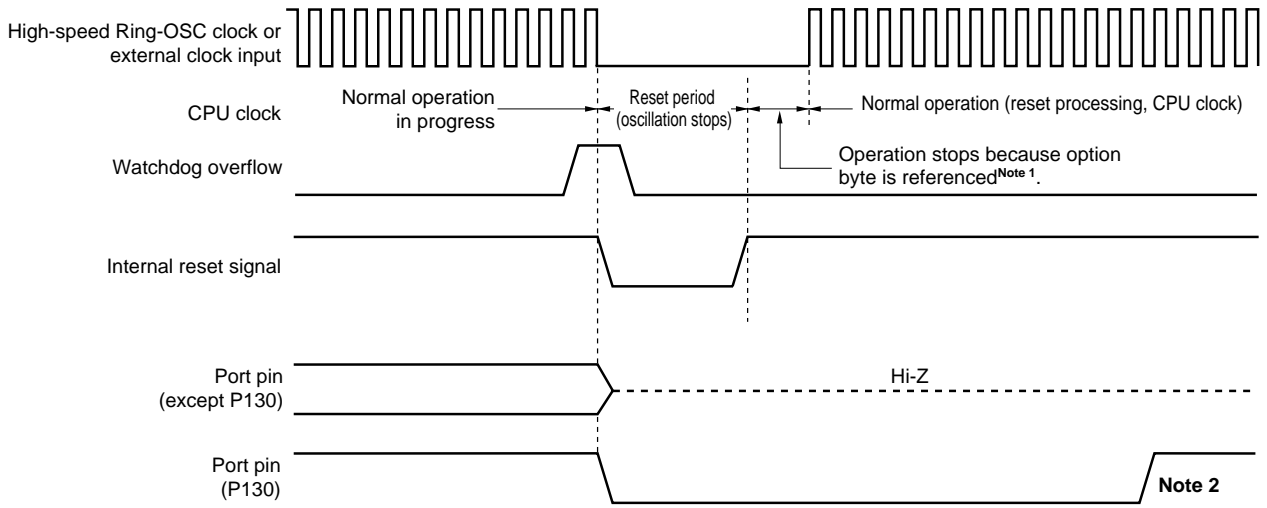 High-speed Ring-OSC clock or
external clock input
CPU clock
Normal operation
in progress
Reset period
(oscillation stops)
Normal operation (reset processing, CPU clock)
Operation stops because option
byte is referencedNote 1.
Watchdog overflow
Internal reset signal
Port pin
(except P130)
Hi-Z
Port pin
(P130)
Note 2